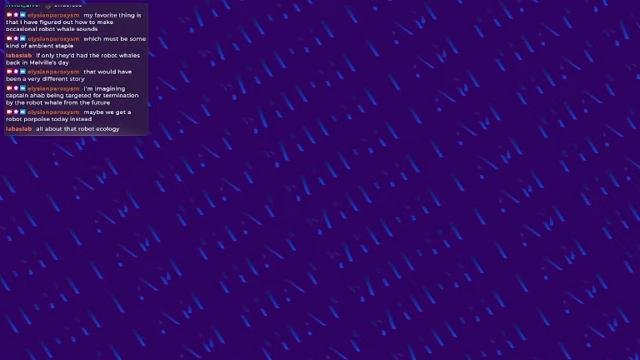 elysianparoxysm my favorite thing is
that I have figured out how to make
occasional robot whale sounds
elysianparoxysm which must be some
kind of ambient staple
labaslab if only they'd had the robot whales
back in Melville's day
elysianparoxysm that would have
been a very different story
elysianparoxysm I'm imagining
captain ahab being targeted for termination
by the robot whale from the future
elysianparoxysm maybe we get a
robot porpoise today instead
labaslab all about that robot ecology